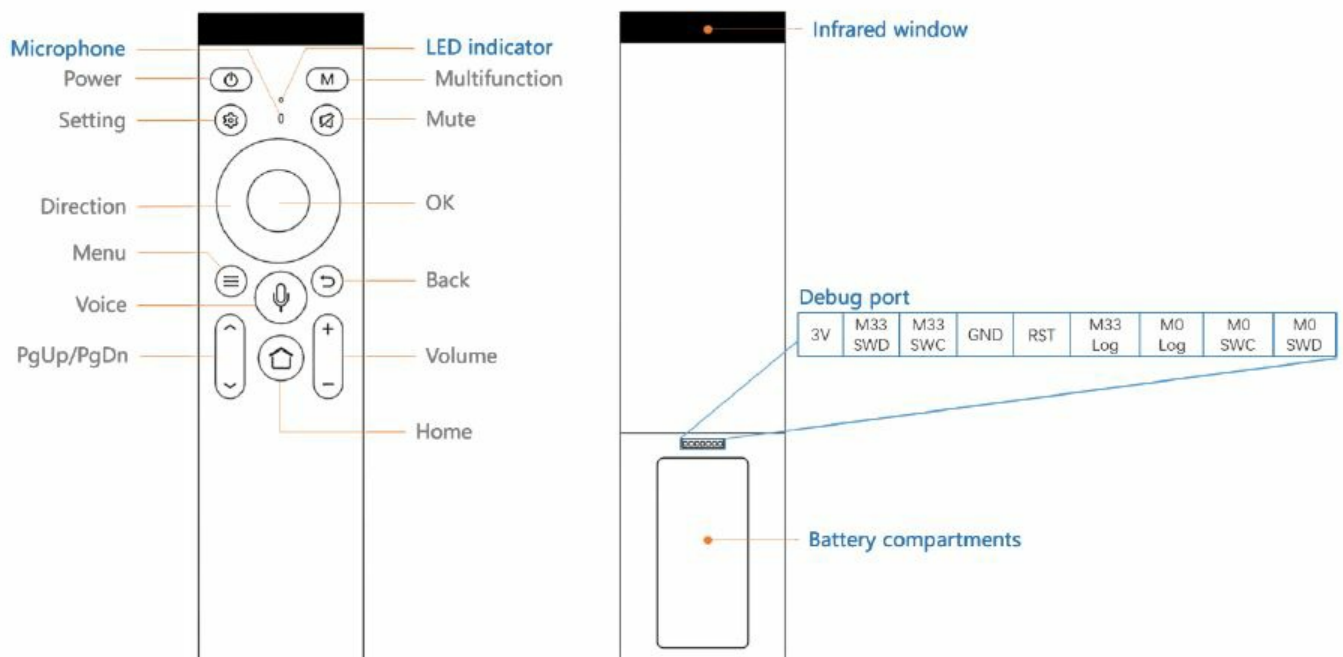 Microphone
Power
Setting
Direction
Menu
Voice
PgUp/PgDn
LED indicator
Multifunction
M
Mute
OK
Back
Volume
Home
Infrared window
Debug port
3V
M33
SWD
M33
SWC
GND
RST
M33
Log
M0
Log
M0
SWC
M0
SWD
Battery compartments